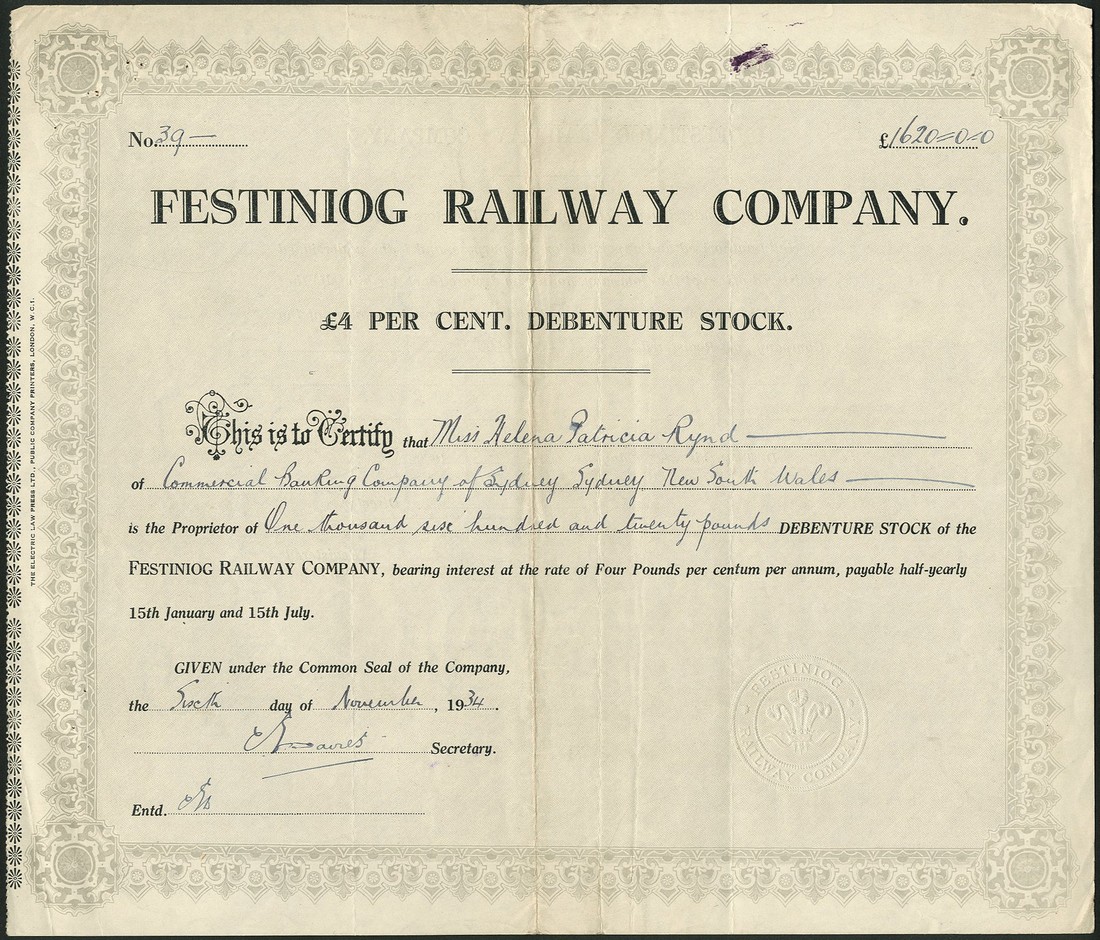 No. 39 —
£1620=0=0
FESTINIOG RAILWAY COMPANY.
£4 PER CENT. DEBENTURE STOCK.
This is to Certify that Miss Helena Patricia Rynd
of Commercial Banking Company of Sydney Sydney New South Wales
is the Proprietor of One thousand six hundred and twenty pounds DEBENTURE STOCK of the
FESTINIOG RAILWAY COMPANY, bearing interest at the rate of Four Pounds per centum per annum, payable half-yearly
15th January and 15th July.
GIVEN under the Common Seal of the Company,
the Sixth day of November, 1934.
Davies Secretary.
Entd.
FESTINIOG RAILWAY COMPANY
THE ELECTRIC LAW PRESS LTD., PUBLIC COMPANY PRINTERS, LONDON, W.C.1.